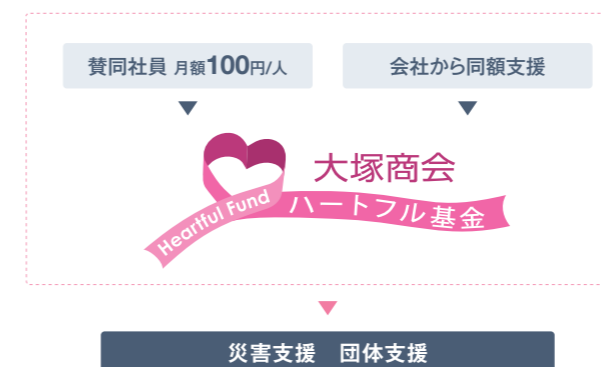 賛同社員 月額100円/人
会社から同額支援
大塚商会
Heartful Fund ハートフル基金
災害支援　団体支援